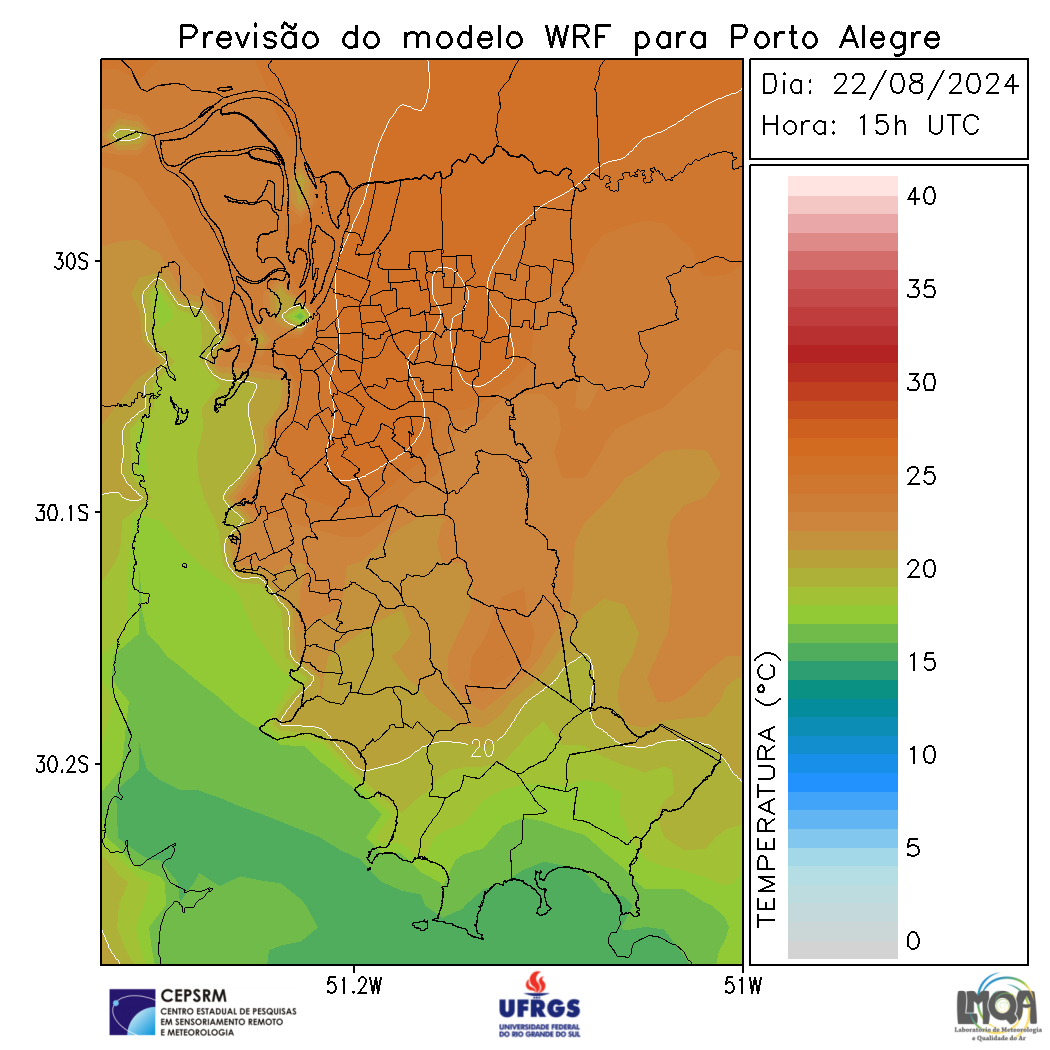 Previsão do modelo WRF para Porto Alegre
Dia: 22/08/2024
Hora: 15h UTC
40
35
30
25
20
15
10
5
0
TEMPERATURA (°C)
30S
30.1S
30.2S
20
51.2W
51W
CEPSRM
CENTRO ESTADUAL DE PESQUISAS
EM SENSORIAMENTO REMOTO
E METEOROLOGIA
UFRGS
UNIVERSIDADE FEDERAL
DO RIO GRANDE DO SUL
LMQA
Laboratório de Meteorologia
e Qualidade do Ar